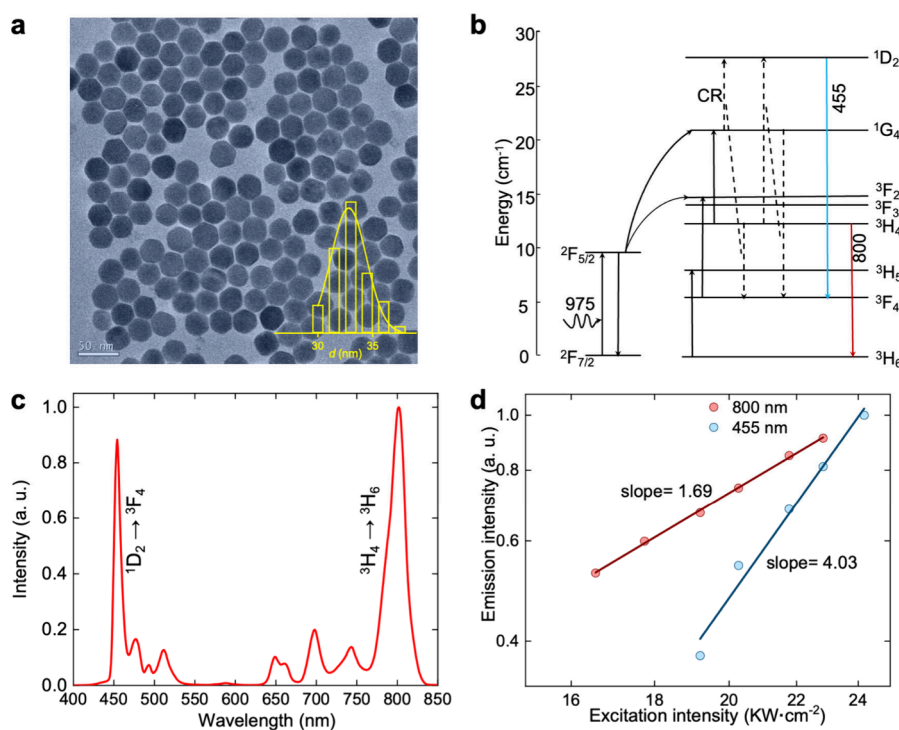 a
50 nm
30 35
d (nm)
b
30
25
20
15
10
5
0
Energy (cm⁻¹)
CR
455
800
975
²F₅/₂
²F₇/₂
¹D₂
¹G₄
³F₂
³F₃
³H₄
³H₅
³F₄
³H₆
c
1.0
0.8
0.6
0.4
0.2
0.0
Intensity (a. u.)
¹D₂ → ³F₄
³H₄ → ³H₆
400 450 500 550 600 650 700 750 800 850
Wavelength (nm)
d
1.0
0.8
0.6
0.4
Emission intensity (a. u.)
800 nm
455 nm
slope= 1.69
slope= 4.03
16 18 20 22 24
Excitation intensity (KW·cm⁻²)